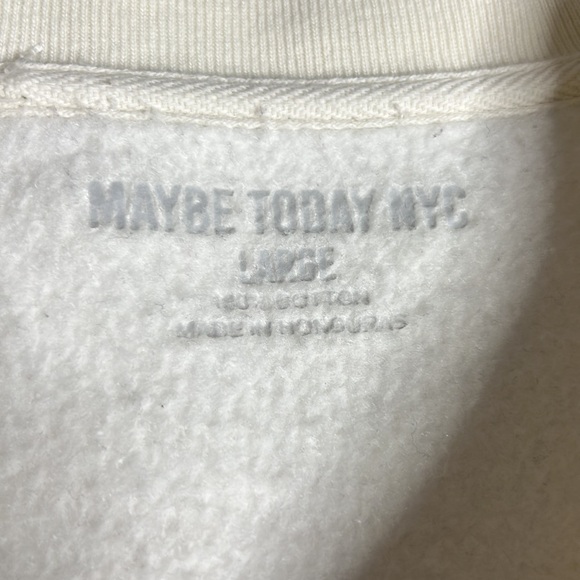 MAYBE TODAY NYC
LARGE
100% COTTON
MADE IN HONDURAS